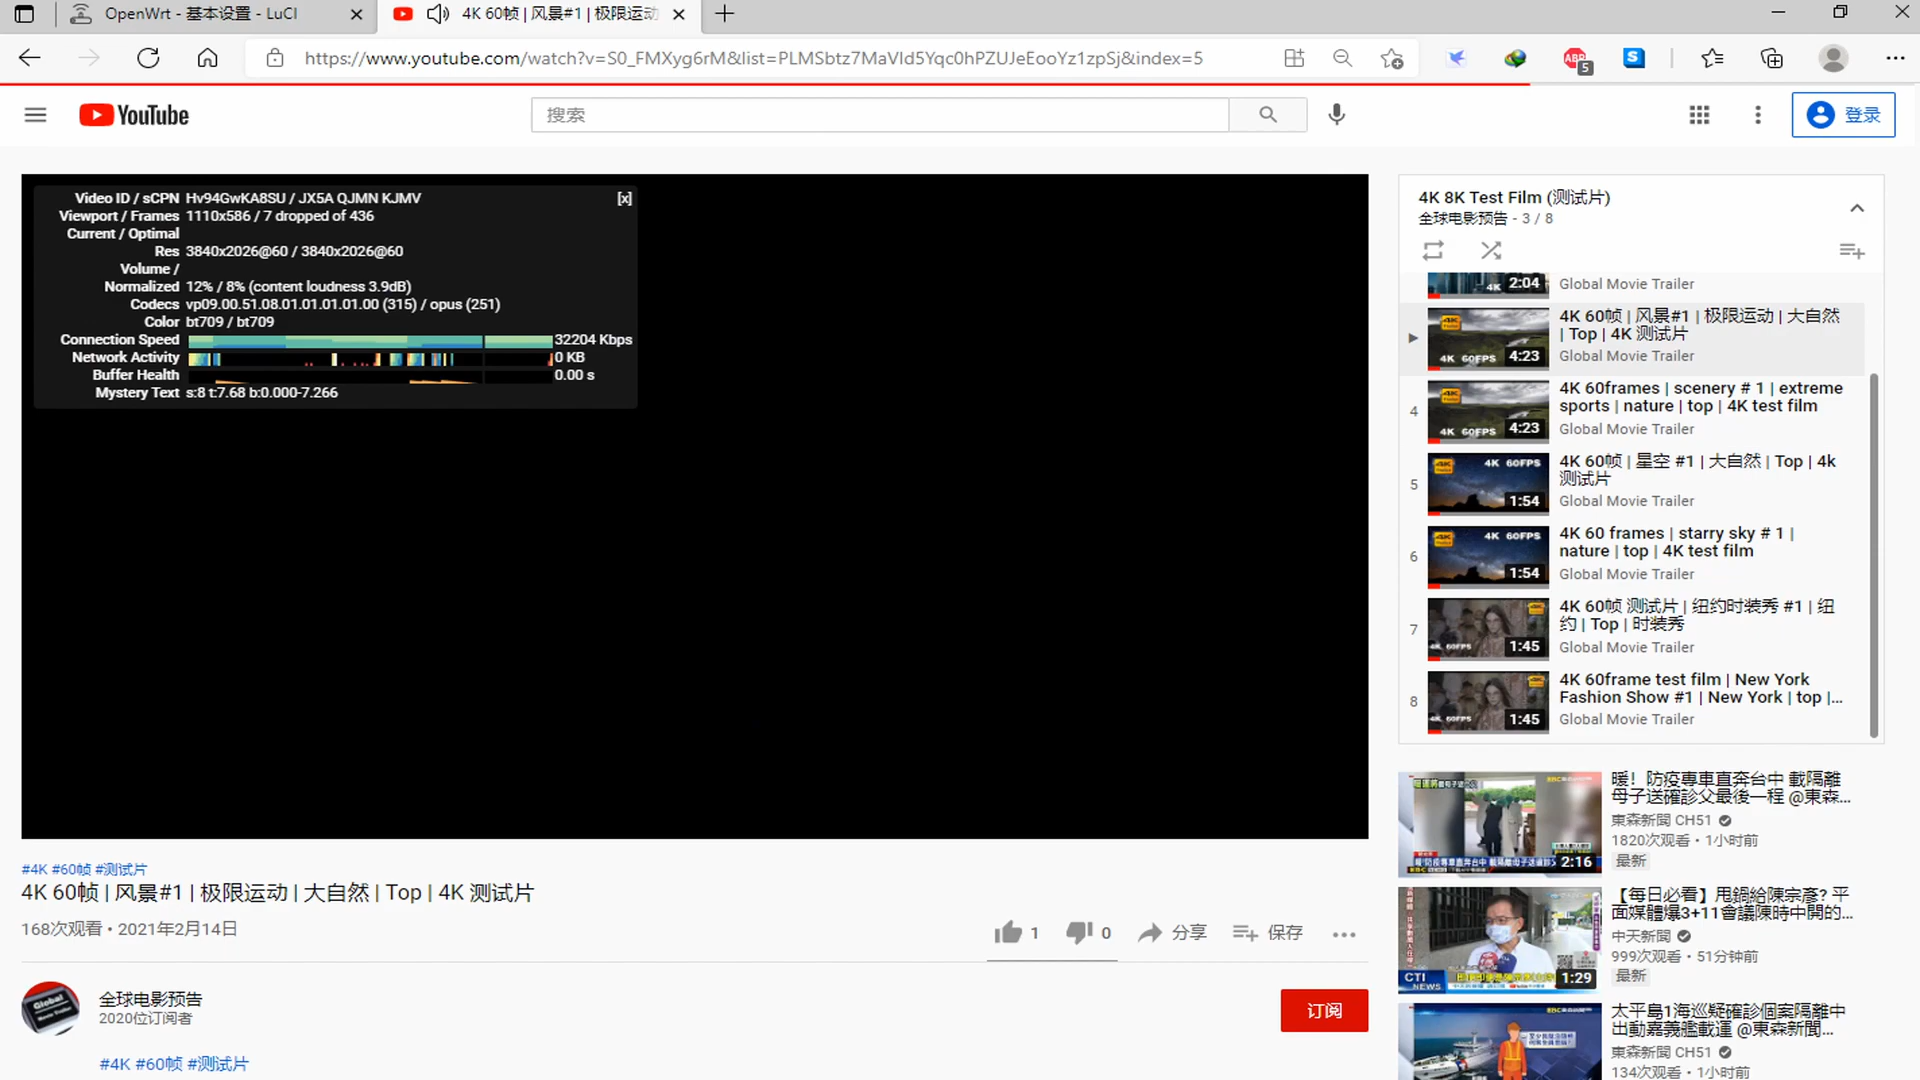 OpenWrt - 基本设置 - LuCI
4K 60帧 | 风景#1 | 极限运动
https://www.youtube.com/watch?v=S0_FMXyg6rM&list=PLMSbtz7MaVId5Yqc0hPZUJeEooYz1zpSj&index=5
ABP
5
S
YouTube
搜索
登录
Video ID / sCPN Hv94GwKA8SU / JX5A QJMN KJMV
[x]
Viewport / Frames 1110x586 / 7 dropped of 436
Current / Optimal
Res 3840x2026@60 / 3840x2026@60
Volume /
Normalized 12% / 8% (content loudness 3.9dB)
Codecs vp09.00.51.08.01.01.01.01.00 (315) / opus (251)
Color bt709 / bt709
Connection Speed 32204 Kbps
Network Activity 0 KB
Buffer Health 0.00 s
Mystery Text s:8 t:7.68 b:0.000-7.266
#4K #60帧 #测试片
4K 60帧 | 风景#1 | 极限运动 | 大自然 | Top | 4K 测试片
168次观看 • 2021年2月14日
1
0
分享
保存
Global
Movie Trailer
全球电影预告
2020位订阅者
订阅
#4K #60帧 #测试片
4K 8K Test Film (测试片)
全球电影预告 - 3 / 8
4K
2:04
Global Movie Trailer
4K 60FPS
4:23
4K 60帧 | 风景#1 | 极限运动 | 大自然
| Top | 4K 测试片
Global Movie Trailer
4
4K 60FPS
4:23
4K 60frames | scenery # 1 | extreme
sports | nature | top | 4K test film
Global Movie Trailer
5
4K 60FPS
1:54
4K 60帧 | 星空 #1 | 大自然 | Top | 4k
测试片
Global Movie Trailer
6
4K 60FPS
1:54
4K 60 frames | starry sky # 1 |
nature | top | 4K test film
Global Movie Trailer
7
4K 60FPS
1:45
4K 60帧 测试片 | 纽约时装秀 #1 | 纽
约 | Top | 时装秀
Global Movie Trailer
8
4K 60FPS
1:45
4K 60frame test film | New York
Fashion Show #1 | New York | top |...
Global Movie Trailer
2:16
暖！防疫專車直奔台中 載隔離
母子送確診父最後一程 @東森...
東森新聞 CH51
1820次观看 • 1小时前
最新
CTI
NEWS
1:29
【每日必看】甩鍋給陳宗彥? 平
面媒體爆3+11會議陳時中開的...
中天新聞
999次观看 • 51分钟前
最新
太平島1海巡疑確診個案隔離中
出動嘉義艦載運 @東森新聞...
東森新聞 CH51
134次观看 • 1小时前